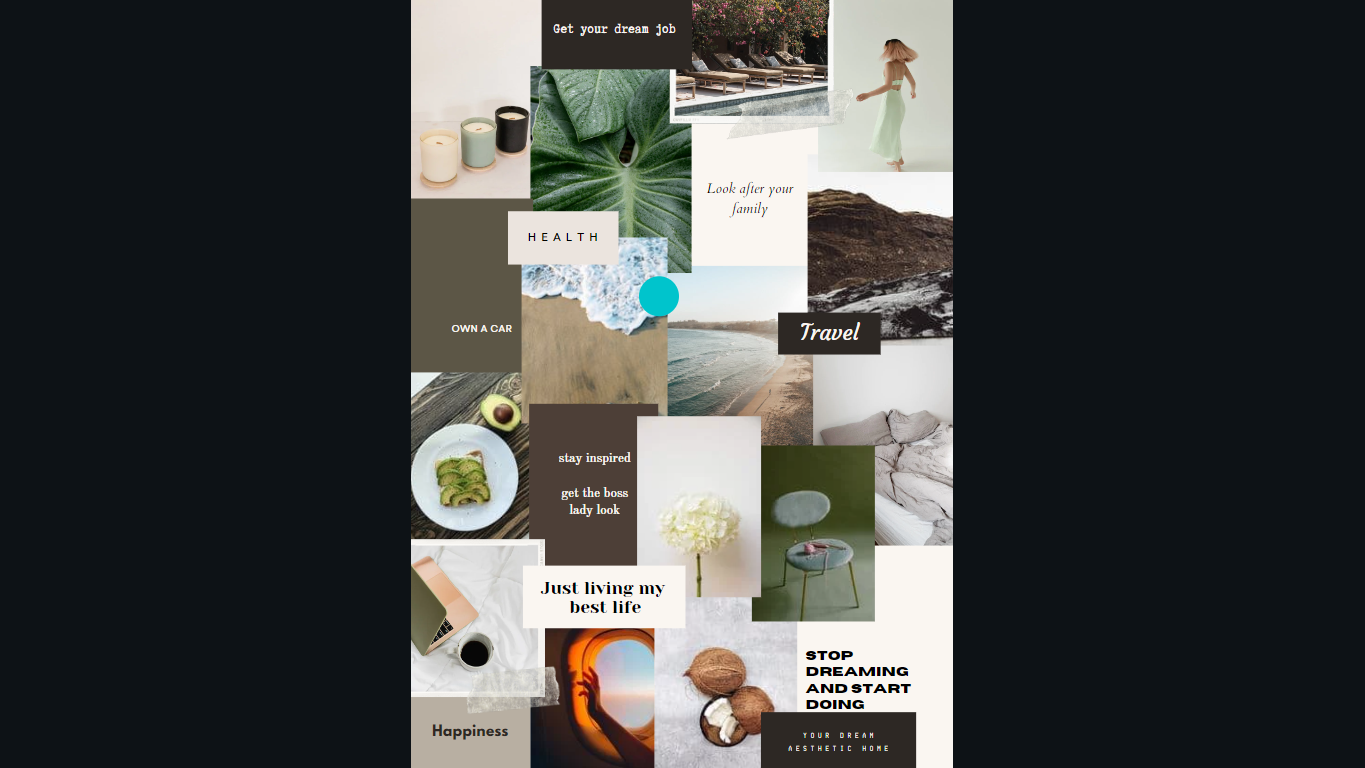 Get your dream job
Look after your
family
HEALTH
OWN A CAR
Travel
stay inspired
get the boss
lady look
Just living my
best life
STOP
DREAMING
AND START
DOING
Happiness
YOUR DREAM
AESTHETIC HOME